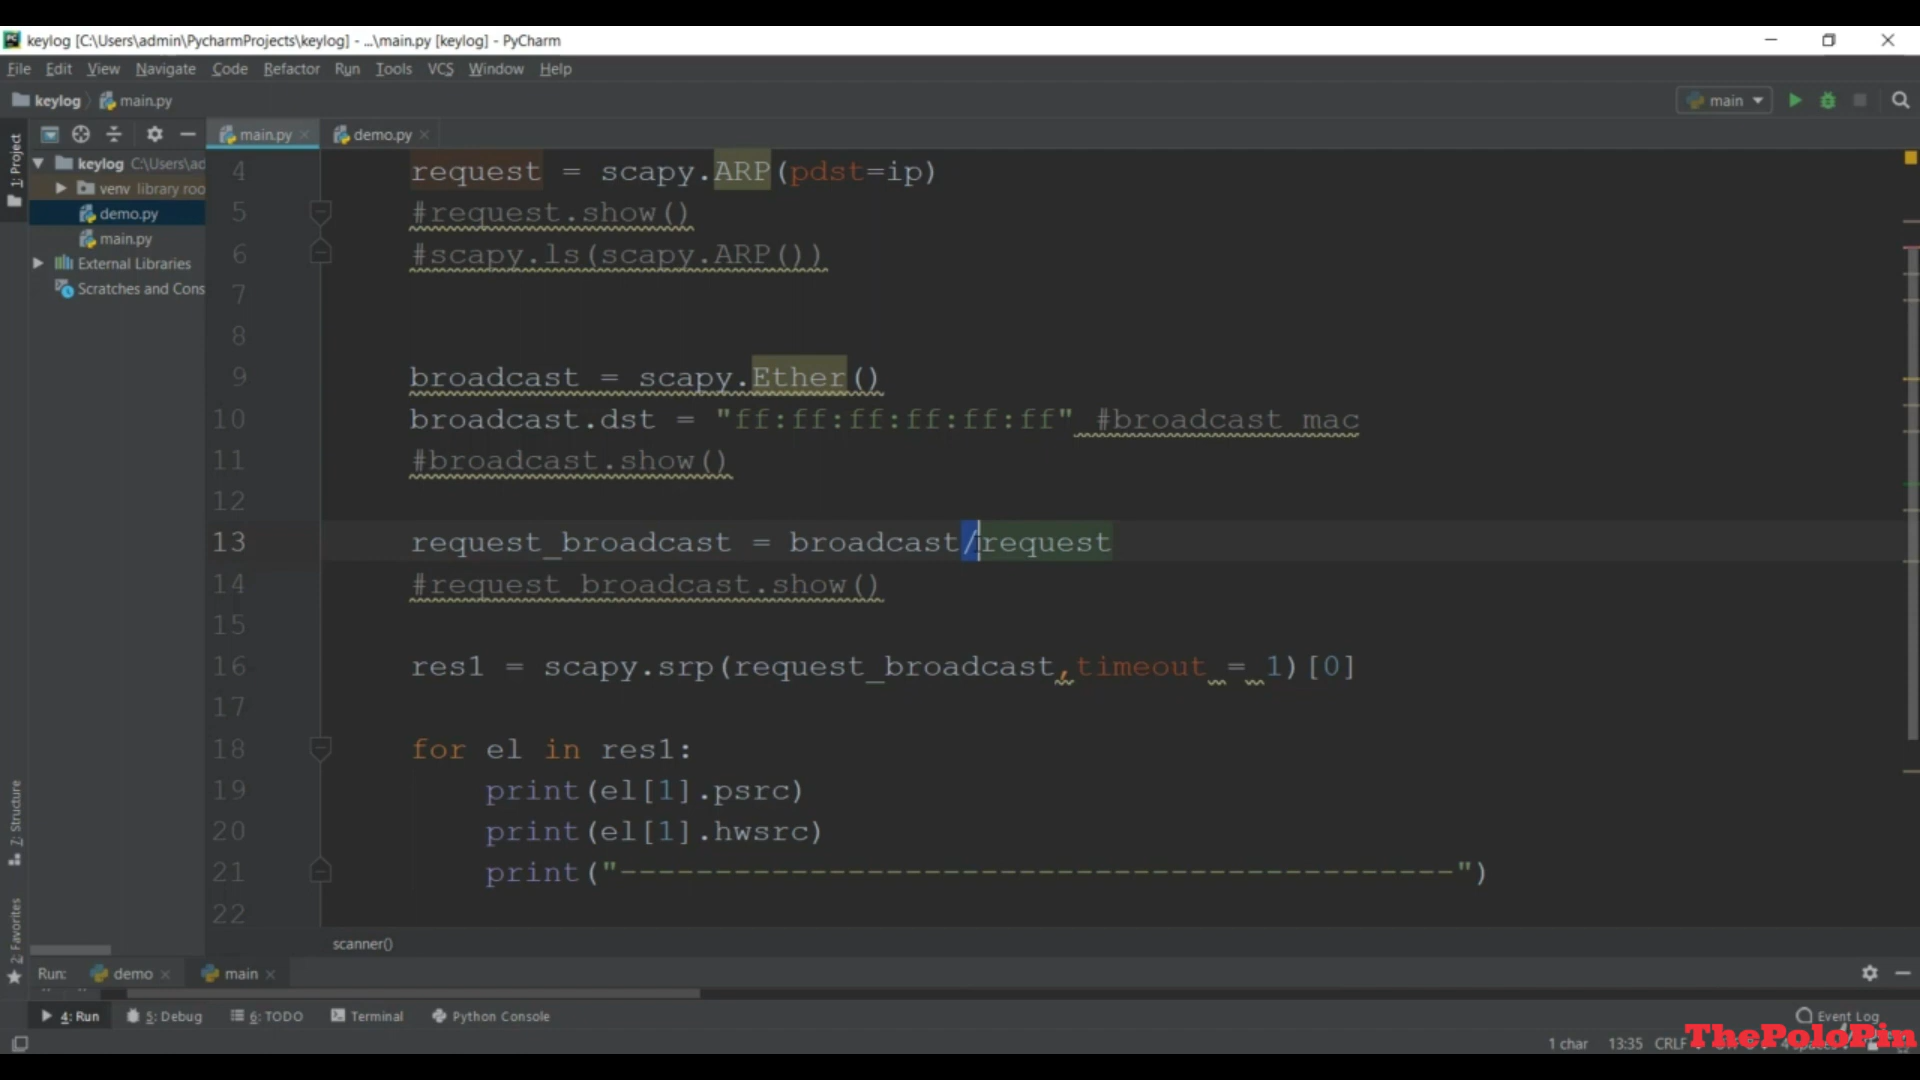 keylog [C:\Users\admin\PycharmProjects\keylog] - ...\main.py [keylog] - PyCharm
File Edit View Navigate Code Refactor Run Tools VCS Window Help
keylog main.py
main
1: Project
main.py
demo.py
keylog C:\Users\ad
venv library roo
demo.py
main.py
External Libraries
Scratches and Cons
4 request = scapy.ARP(pdst=ip)
5 #request.show()
6 #scapy.ls(scapy.ARP())
7
8
9 broadcast = scapy.Ether()
10 broadcast.dst = "ff:ff:ff:ff:ff:ff" #broadcast mac
11 #broadcast.show()
12
13 request_broadcast = broadcast/request
14 #request_broadcast.show()
15
16 res1 = scapy.srp(request_broadcast,timeout = 1)[0]
17
18 for el in res1:
19 print(el[1].psrc)
20 print(el[1].hwsrc)
21 print("--------------------------------------------")
22
Z: Structure
2: Favorites
scanner()
Run: demo main
4: Run 5: Debug 6: TODO Terminal Python Console Event Log
1 char 13:35 CRLF
ThePoloPin